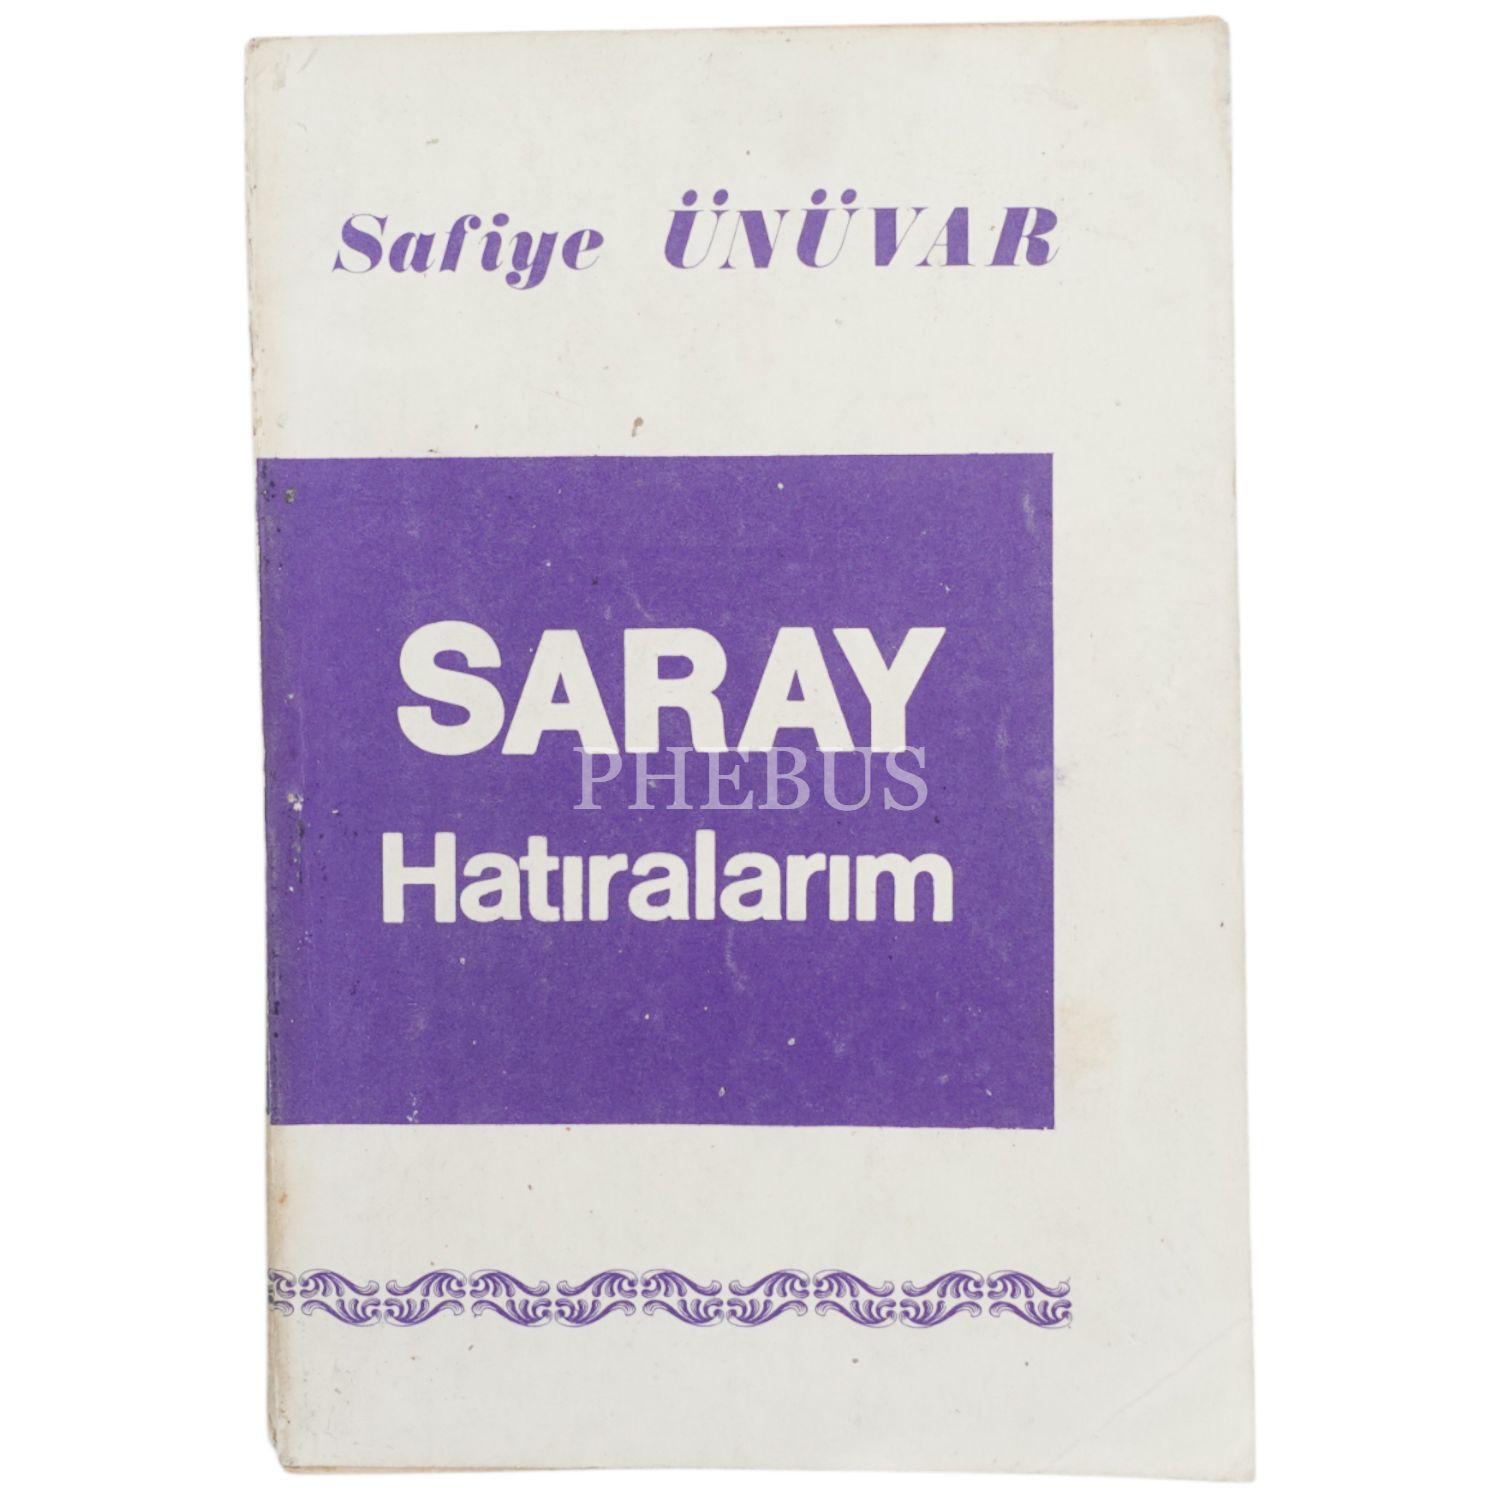 Safiye ÜNÜVAR
SARAY
PHEBUS
Hatıralarım